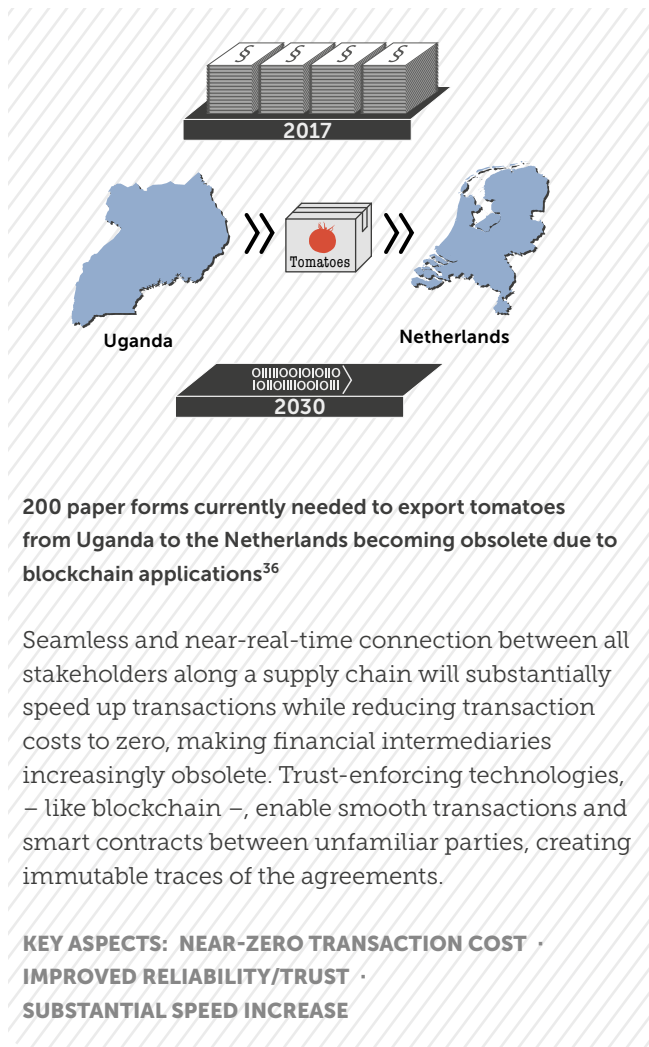 § § § §
2017
Tomatoes
Uganda
Netherlands
2030
200 paper forms currently needed to export tomatoes
from Uganda to the Netherlands becoming obsolete due to
blockchain applications36
Seamless and near-real-time connection between all
stakeholders along a supply chain will substantially
speed up transactions while reducing transaction
costs to zero, making financial intermediaries
increasingly obsolete. Trust-enforcing technologies,
– like blockchain –, enable smooth transactions and
smart contracts between unfamiliar parties, creating
immutable traces of the agreements.
KEY ASPECTS: NEAR-ZERO TRANSACTION COST ·
IMPROVED RELIABILITY/TRUST ·
SUBSTANTIAL SPEED INCREASE